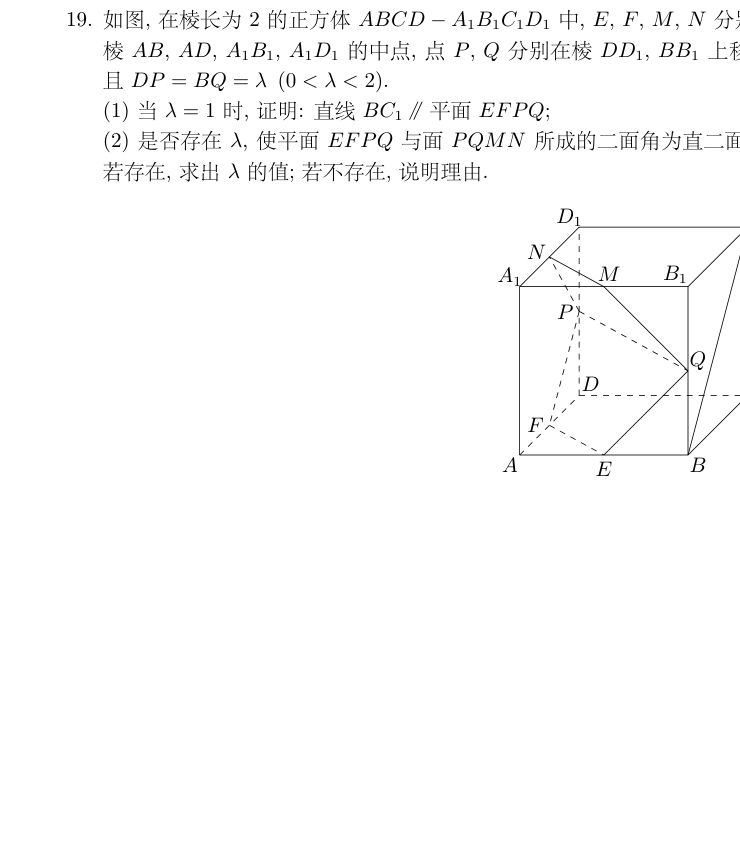 19. 如图, 在棱长为 2 的正方体 ABCD − A₁B₁C₁D₁ 中, E, F, M, N 分
棱 AB, AD, A₁B₁, A₁D₁ 的中点, 点 P, Q 分别在棱 DD₁, BB₁ 上
且 DP = BQ = λ (0 < λ < 2).
(1) 当 λ = 1 时, 证明: 直线 BC₁ ∥ 平面 EFPQ;
(2) 是否存在 λ, 使平面 EFPQ 与面 PQMN 所成的二面角为直二面
若存在, 求出 λ 的值; 若不存在, 说明理由.
D₁
N
A₁
M
B₁
P
Q
D
F
A
E
B